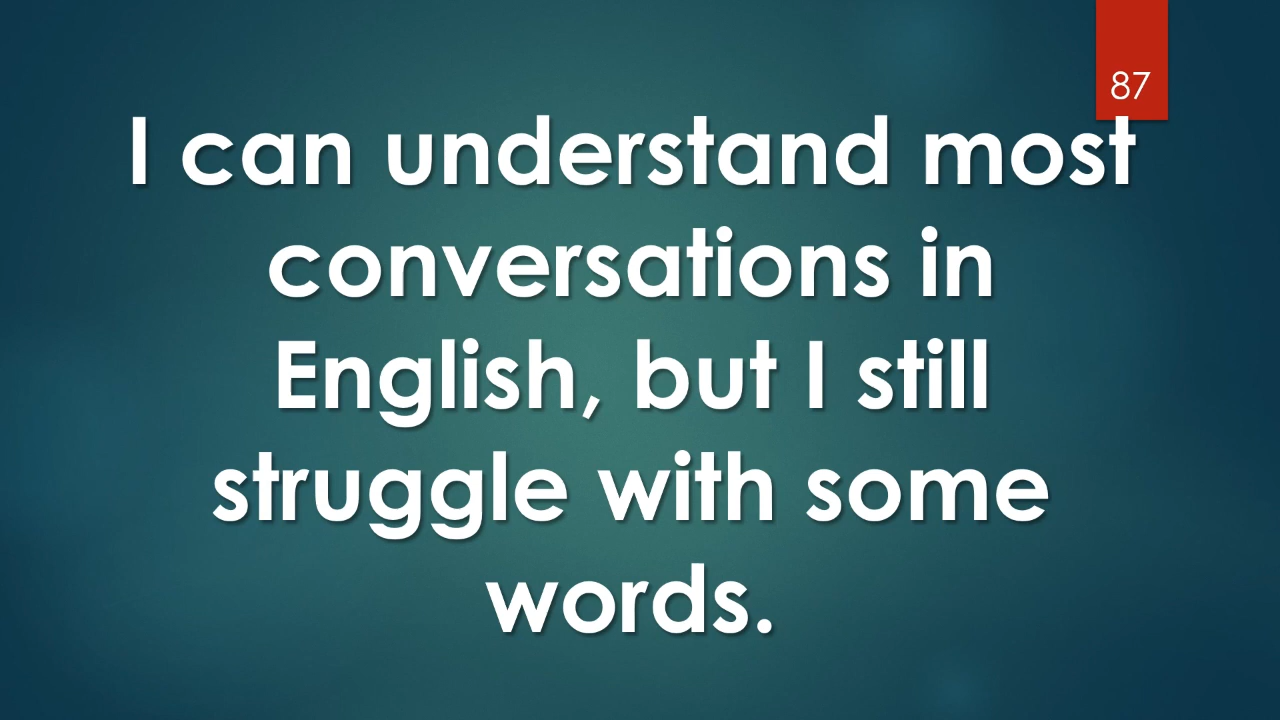 87
I can understand most
conversations in
English, but I still
struggle with some
words.